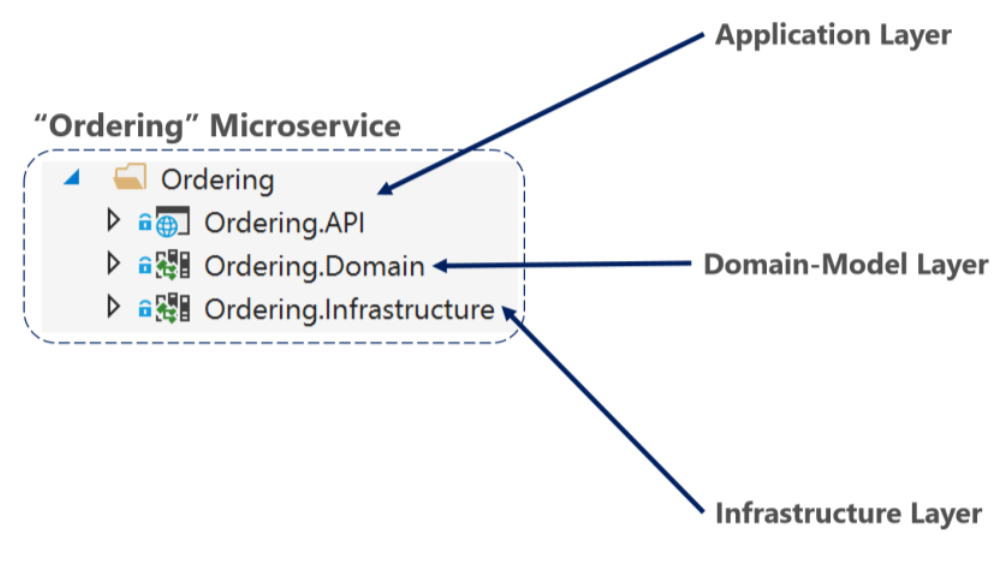 Application Layer
“Ordering” Microservice
Ordering
Ordering.API
Ordering.Domain
Domain-Model Layer
Ordering.Infrastructure
Infrastructure Layer